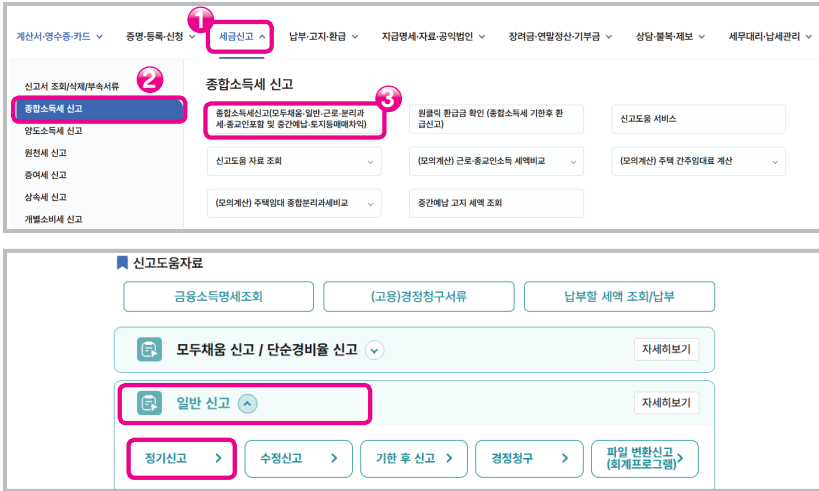 계산서·영수증·카드 증명·등록·신청 세금신고 납부·고지·환급 지급명세·자료·공익법인 장려금·연말정산·기부금 상담·불복·제보 세무대리·납세관리
1
2
3
신고서 조회/삭제/부속서류
종합소득세 신고
양도소득세 신고
원천세 신고
증여세 신고
상속세 신고
개별소비세 신고
종합소득세 신고
종합소득세신고(모두채움·일반·근로·분리과
세·종교인포함 및 중간예납·토지등매매차익)
원클릭 환급금 확인 (종합소득세 기한후 환
급신고)
신고도움 서비스
신고도움 자료 조회
(모의계산) 근로·종교인소득 세액비교
(모의계산) 주택 간주임대료 계산
(모의계산) 주택임대 종합분리과세비교
중간예납 고지 세액 조회
신고도움자료
금융소득명세조회
(고용)경정청구서류
납부할 세액 조회/납부
모두채움 신고 / 단순경비율 신고
자세히보기
일반 신고
자세히보기
정기신고
수정신고
기한 후 신고
경정청구
파일 변환신고
(회계프로그램)